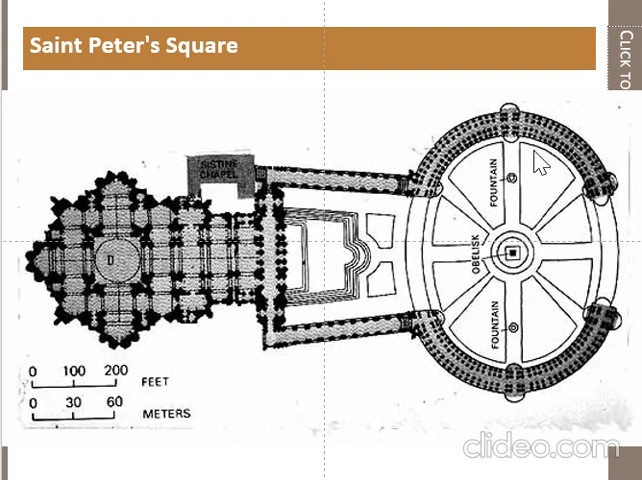 Saint Peter's Square
CLICK TO
SISTINE
CHAPEL
FOUNTAIN
OBELISK
D
FOUNTAIN
0 100 200
FEET
0 30 60
METERS
clideo.com